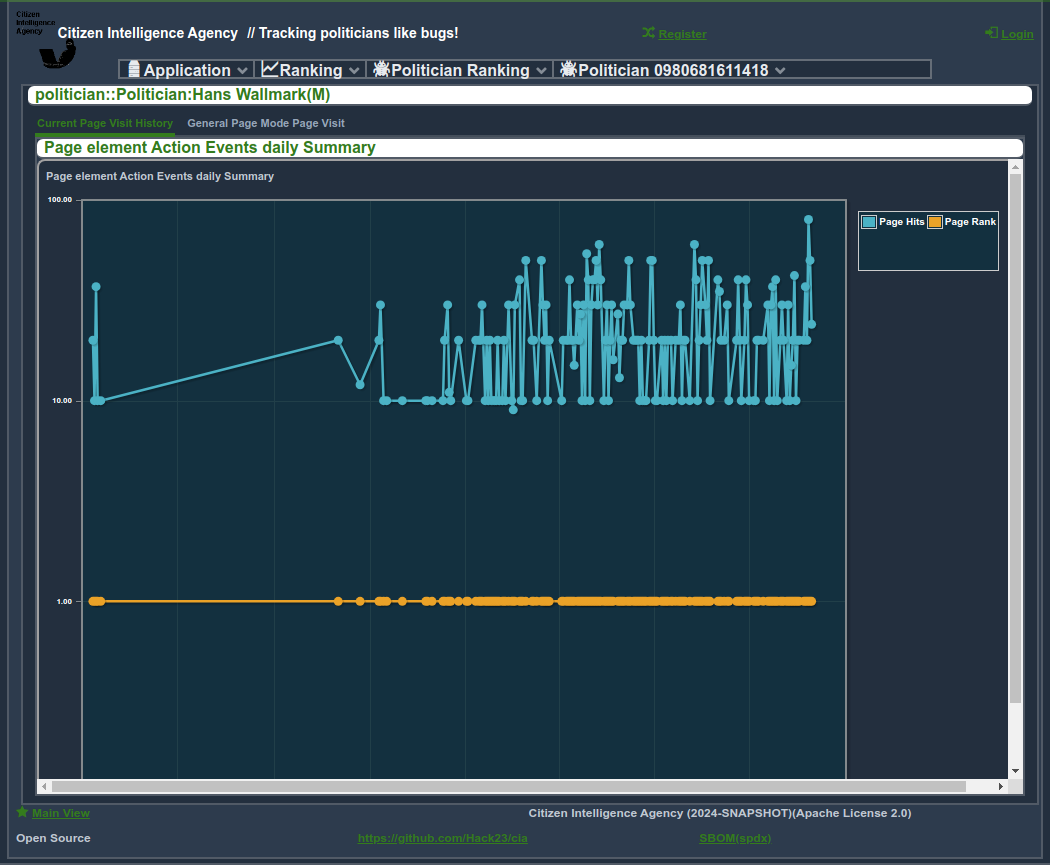 Citizen
Intelligence
Agency
Citizen Intelligence Agency // Tracking politicians like bugs!
Register
Login
Application
Ranking
Politician Ranking
Politician 0980681611418
politician::Politician:Hans Wallmark(M)
Current Page Visit History
General Page Mode Page Visit
Page element Action Events daily Summary
Page element Action Events daily Summary
100.00
Page Hits
Page Rank
10.00
1.00
Main View
Citizen Intelligence Agency (2024-SNAPSHOT)(Apache License 2.0)
Open Source
https://github.com/Hack23/cia
SBOM(spdx)